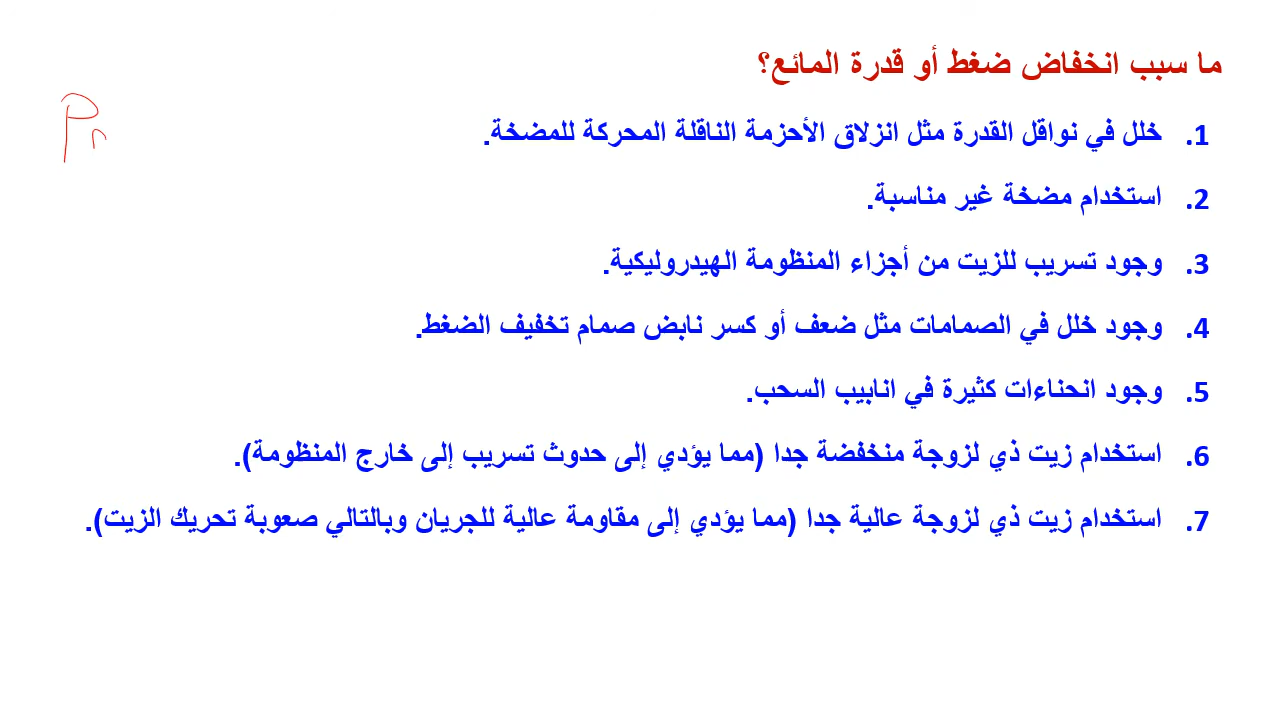 ما سبب انخفاض ضغط أو قدرة المائع؟
1. خلل في نواقل القدرة مثل انزلاق الأحزمة الناقلة المحركة للمضخة.
2. استخدام مضخة غير مناسبة.
3. وجود تسريب للزيت من أجزاء المنظومة الهيدروليكية.
4. وجود خلل في الصمامات مثل ضعف أو كسر نابض صمام تخفيف الضغط.
5. وجود انحناءات كثيرة في انابيب السحب.
6. استخدام زيت ذي لزوجة منخفضة جدا (مما يؤدي إلى حدوث تسريب إلى خارج المنظومة).
7. استخدام زيت ذي لزوجة عالية جدا (مما يؤدي إلى مقاومة عالية للجريان وبالتالي صعوبة تحريك الزيت).